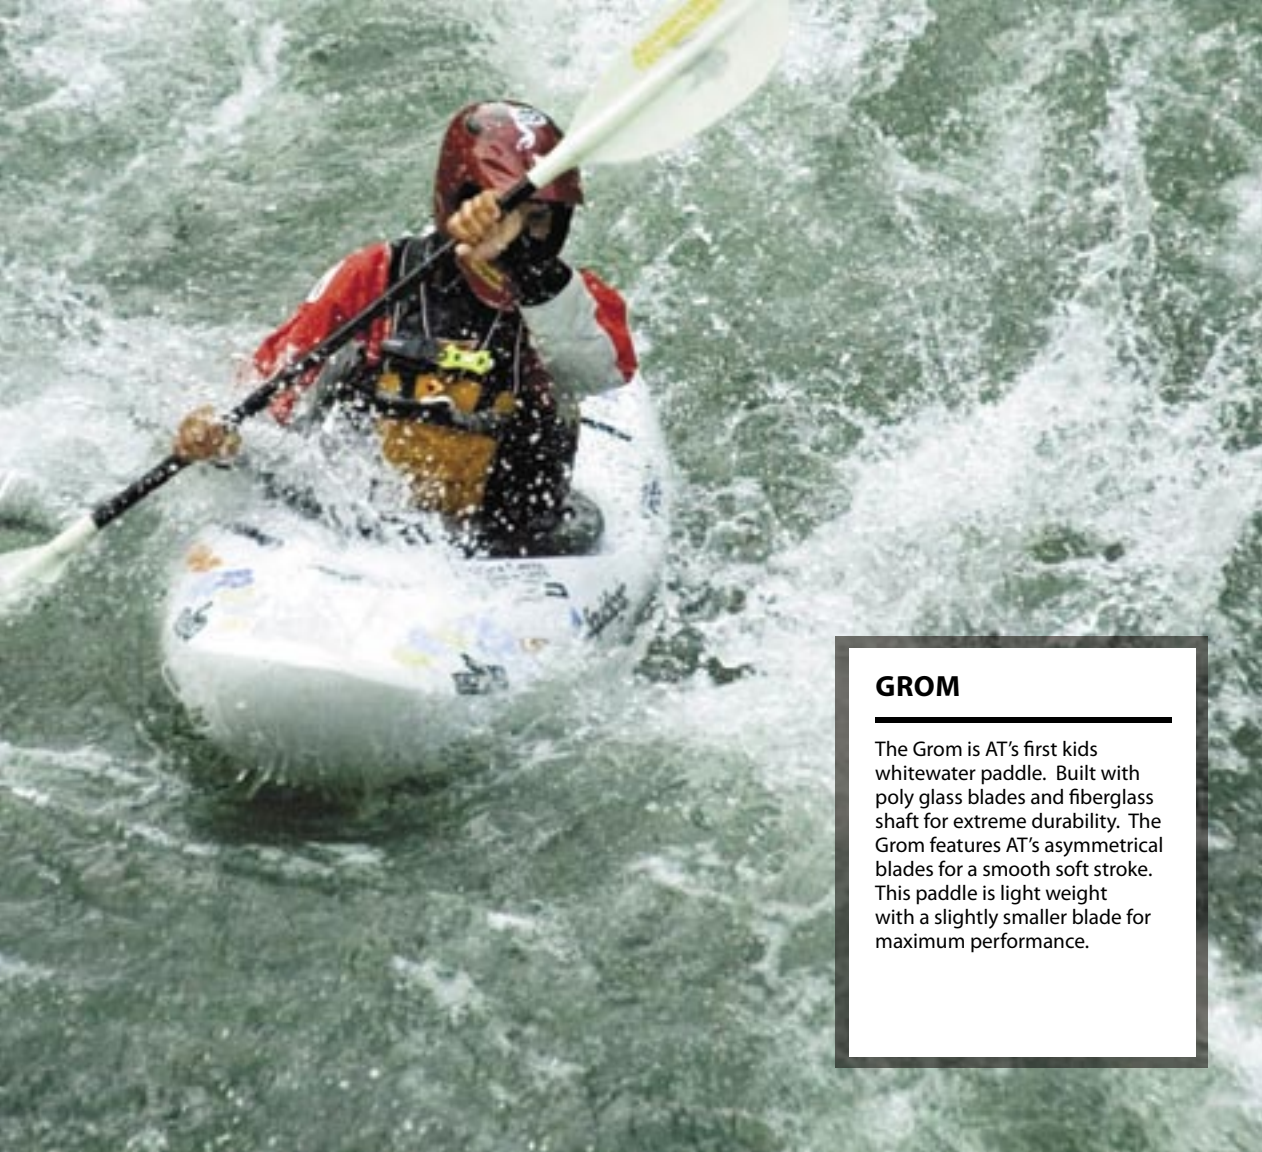 GROM
The Grom is AT’s first kids
whitewater paddle.  Built with
poly glass blades and fiberglass
shaft for extreme durability.  The
Grom features AT’s asymmetrical
blades for a smooth soft stroke.
This paddle is light weight
with a slightly smaller blade for
maximum performance.